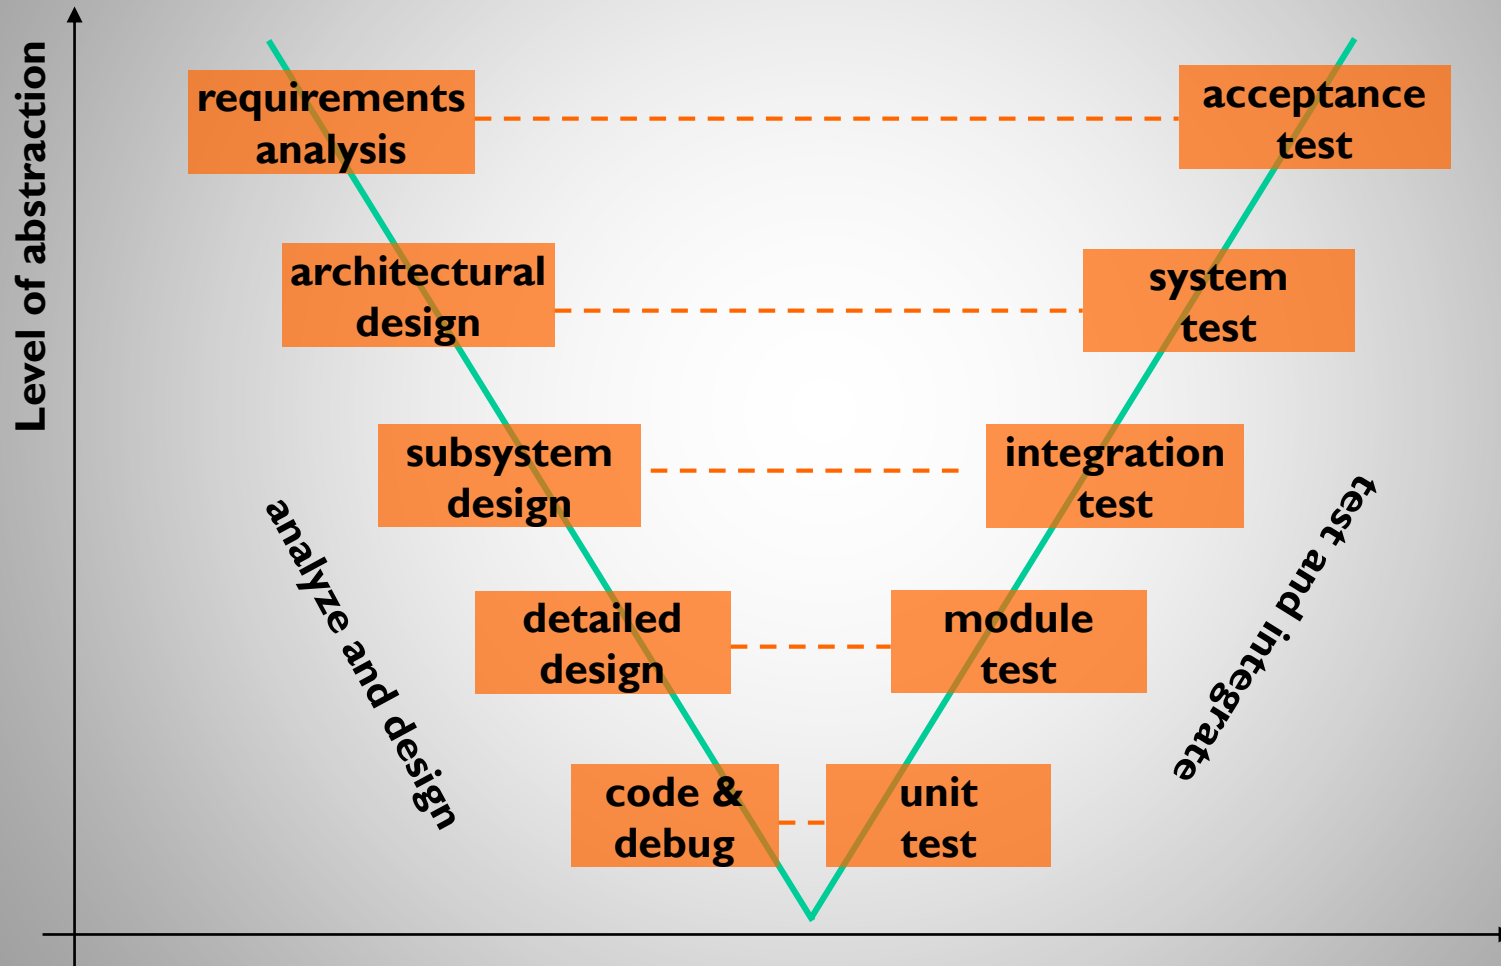 Level of abstraction
requirements
analysis
acceptance
test
architectural
design
system
test
subsystem
design
integration
test
analyze and design
test and integrate
detailed
design
module
test
code &
debug
unit
test